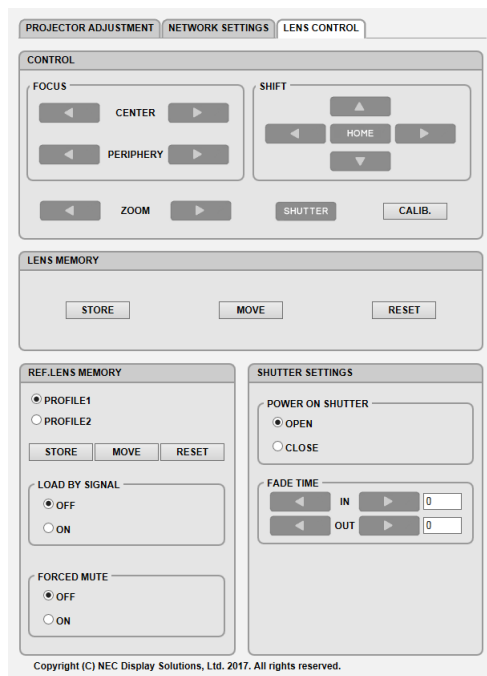 PROJECTOR ADJUSTMENT NETWORK SETTINGS LENS CONTROL
CONTROL
FOCUS
CENTER
PERIPHERY
SHIFT
HOME
ZOOM
SHUTTER
CALIB.
LENS MEMORY
STORE MOVE RESET
REF.LENS MEMORY
PROFILE1
PROFILE2
STORE MOVE RESET
LOAD BY SIGNAL
OFF
ON
FORCED MUTE
OFF
ON
SHUTTER SETTINGS
POWER ON SHUTTER
OPEN
CLOSE
FADE TIME
IN 0
OUT 0
Copyright (C) NEC Display Solutions, Ltd. 2017. All rights reserved.